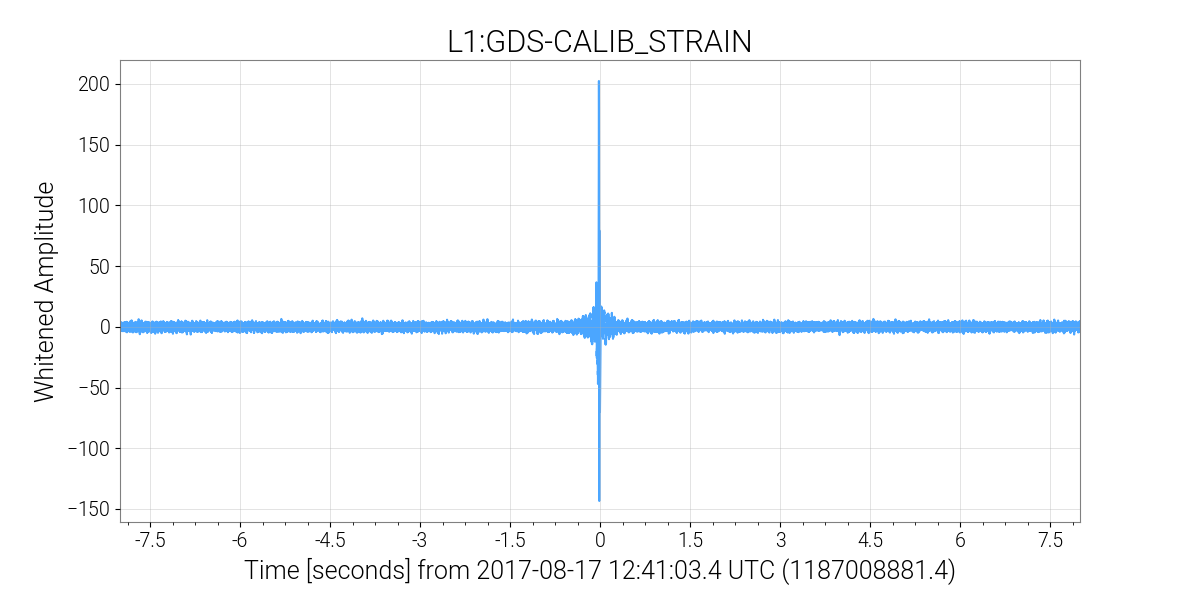 L1:GDS-CALIB_STRAIN
Whitened Amplitude
200
150
100
50
0
−50
−100
−150
-7.5 -6 -4.5 -3 -1.5 0 1.5 3 4.5 6 7.5
Time [seconds] from 2017-08-17 12:41:03.4 UTC (1187008881.4)